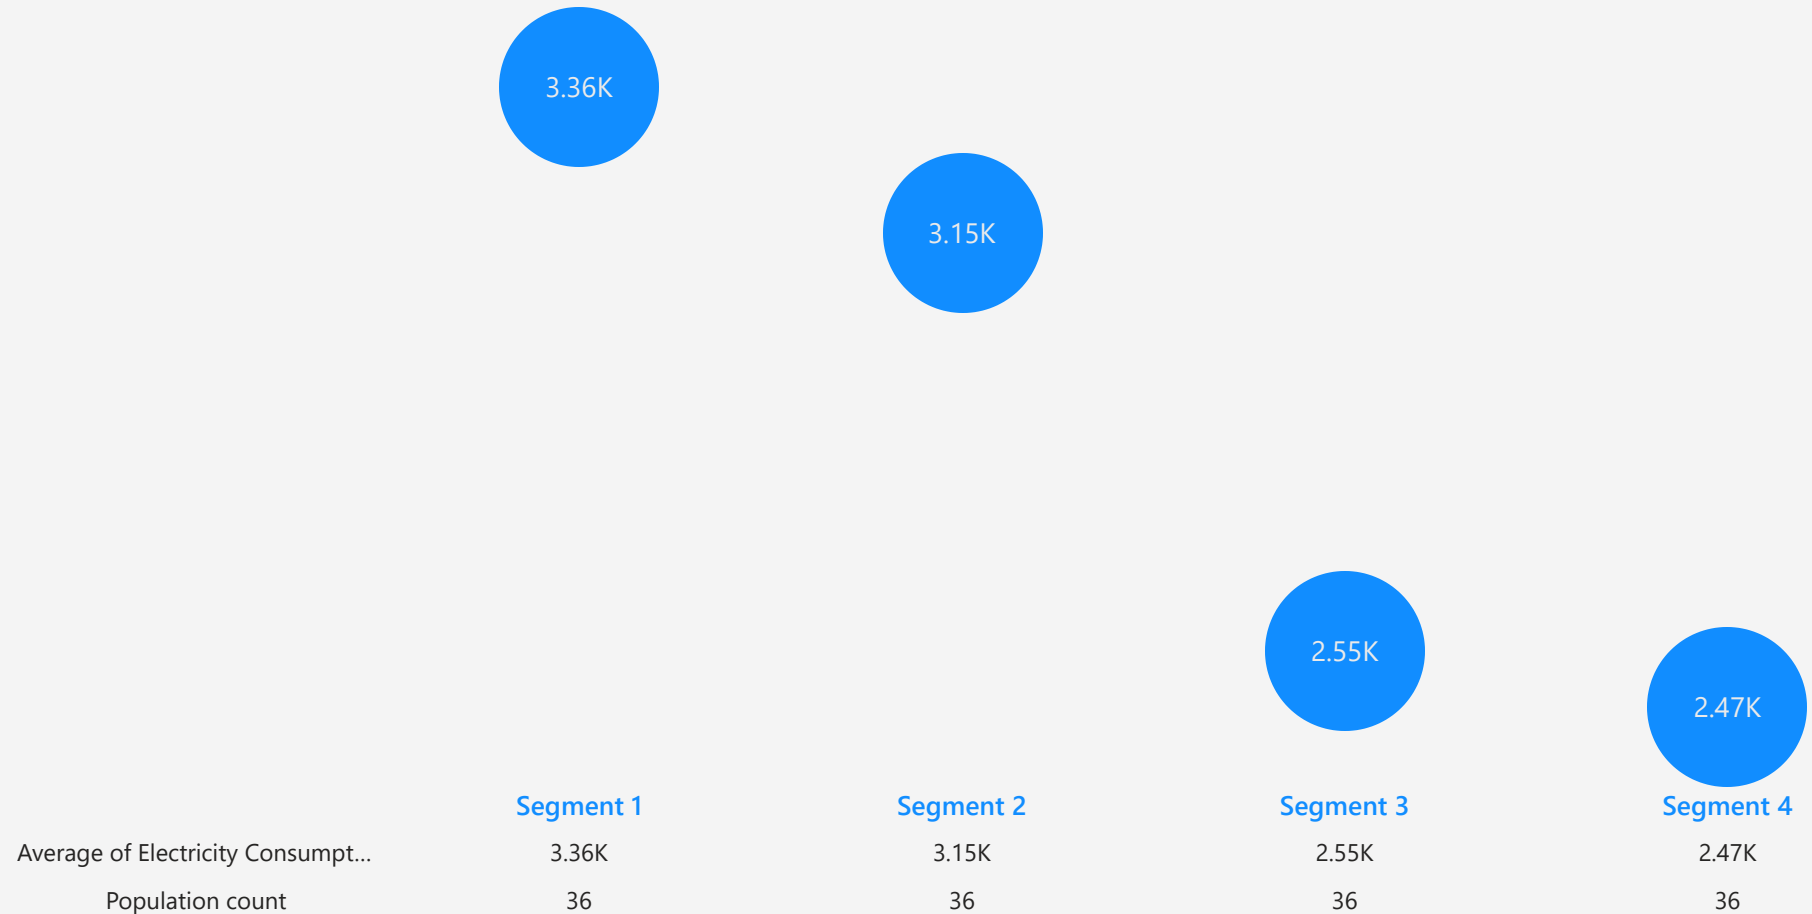 3.36K
3.15K
2.55K
2.47K
Segment 1 Segment 2 Segment 3 Segment 4
Average of Electricity Consumpt... 3.36K 3.15K 2.55K 2.47K
Population count 36 36 36 36